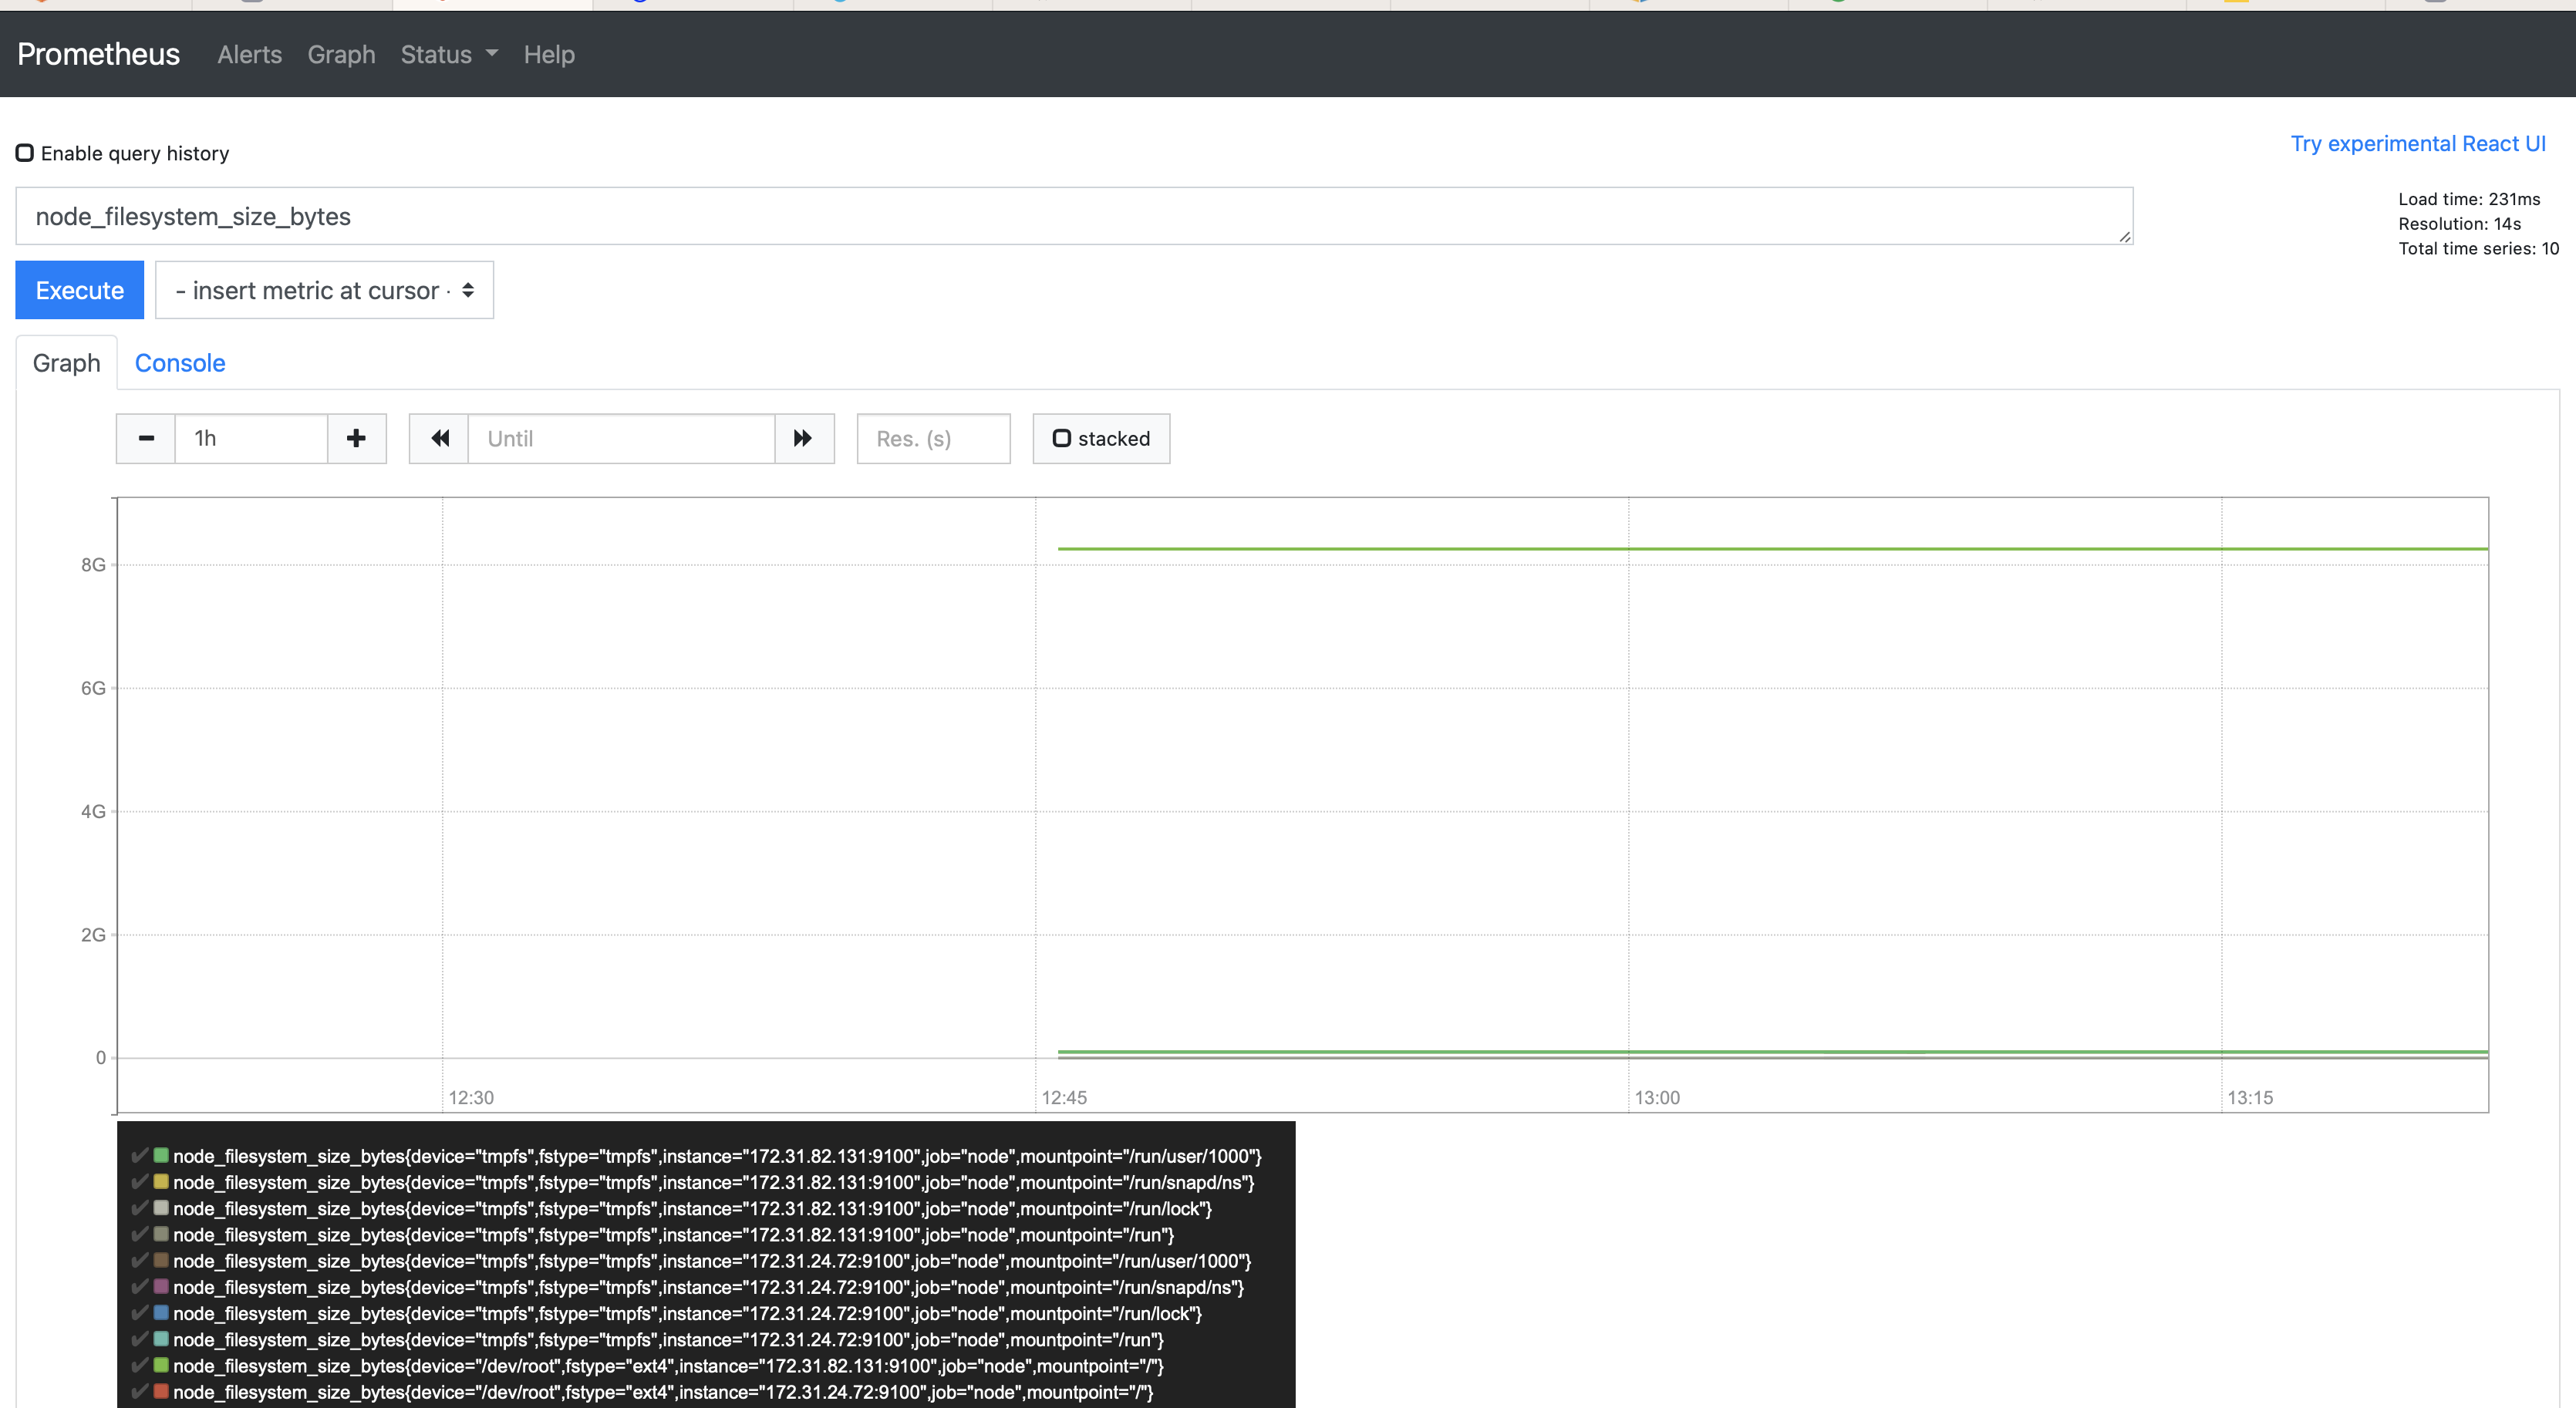 Prometheus Alerts Graph Status Help
Try experimental React UI
Enable query history
node_filesystem_size_bytes
Load time: 231ms
Resolution: 14s
Total time series: 10
Execute - insert metric at cursor -
Graph Console
1h Until Res. (s) stacked
8G
6G
4G
2G
0
12:30 12:45 13:00 13:15
node_filesystem_size_bytes{device="tmpfs",fstype="tmpfs",instance="172.31.82.131:9100",job="node",mountpoint="/run/user/1000"}
node_filesystem_size_bytes{device="tmpfs",fstype="tmpfs",instance="172.31.82.131:9100",job="node",mountpoint="/run/snapd/ns"}
node_filesystem_size_bytes{device="tmpfs",fstype="tmpfs",instance="172.31.82.131:9100",job="node",mountpoint="/run/lock"}
node_filesystem_size_bytes{device="tmpfs",fstype="tmpfs",instance="172.31.82.131:9100",job="node",mountpoint="/run"}
node_filesystem_size_bytes{device="tmpfs",fstype="tmpfs",instance="172.31.24.72:9100",job="node",mountpoint="/run/user/1000"}
node_filesystem_size_bytes{device="tmpfs",fstype="tmpfs",instance="172.31.24.72:9100",job="node",mountpoint="/run/snapd/ns"}
node_filesystem_size_bytes{device="tmpfs",fstype="tmpfs",instance="172.31.24.72:9100",job="node",mountpoint="/run/lock"}
node_filesystem_size_bytes{device="tmpfs",fstype="tmpfs",instance="172.31.24.72:9100",job="node",mountpoint="/run"}
node_filesystem_size_bytes{device="/dev/root",fstype="ext4",instance="172.31.82.131:9100",job="node",mountpoint="/"}
node_filesystem_size_bytes{device="/dev/root",fstype="ext4",instance="172.31.24.72:9100",job="node",mountpoint="/"}